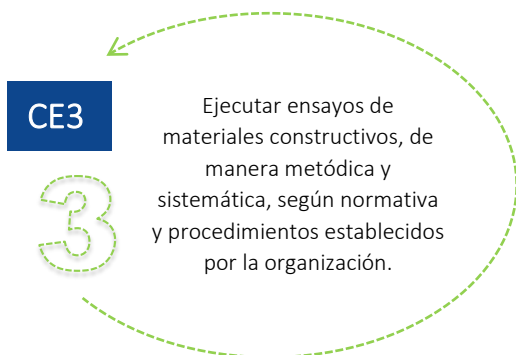 CE3
3
Ejecutar ensayos de
materiales constructivos, de
manera metódica y
sistemática, según normativa
y procedimientos establecidos
por la organización.